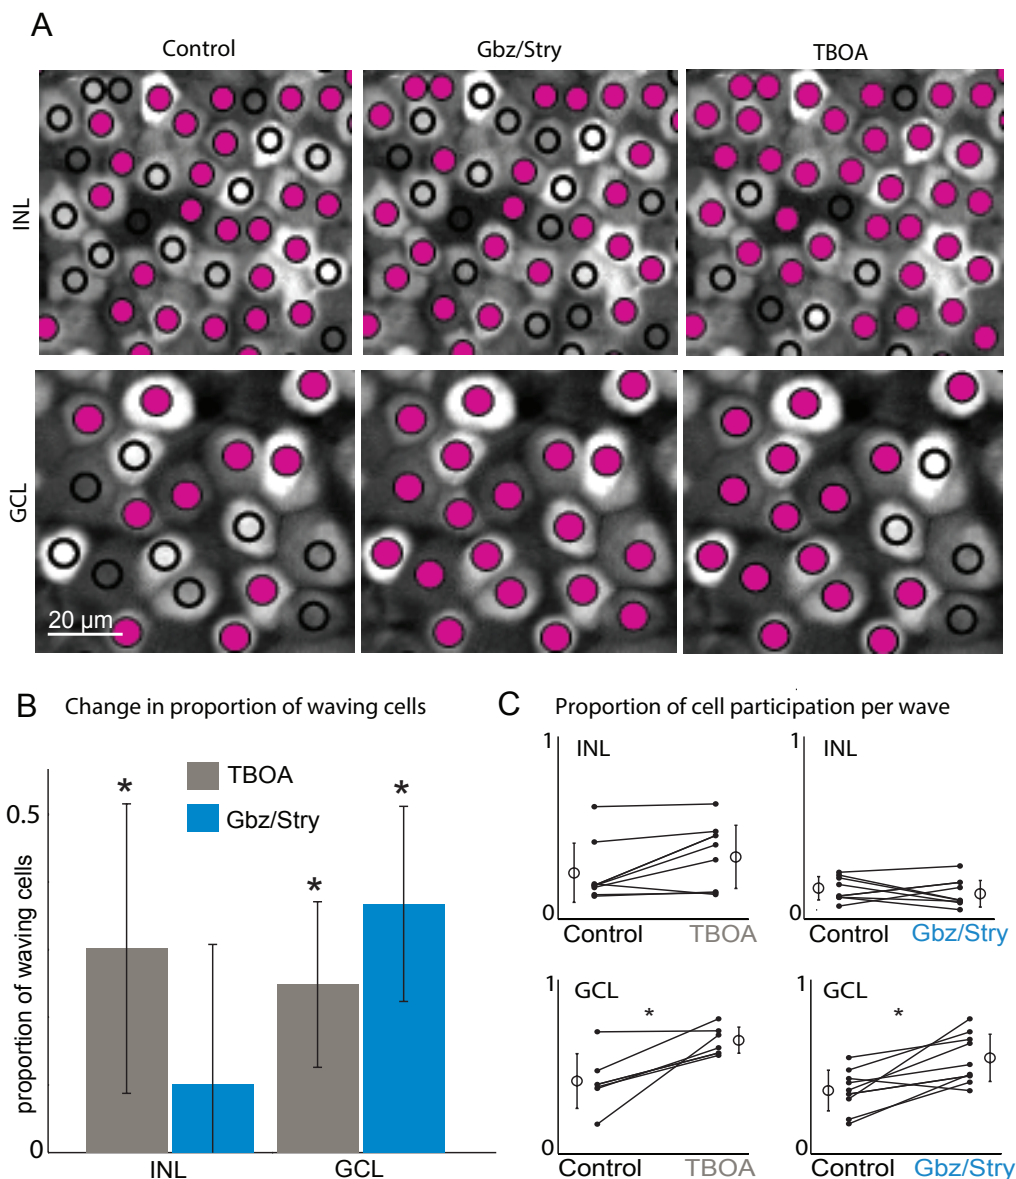 A
Control
Gbz/Stry
TBOA
INL
GCL
20 µm
B
Change in proportion of waving cells
proportion of waving cells
0.5
0
*
*
*
TBOA
Gbz/Stry
INL
GCL
C
Proportion of cell participation per wave
1
INL
0
Control
TBOA
1
INL
0
Control
Gbz/Stry
1
GCL
*
0
Control
TBOA
1
GCL
*
0
Control
Gbz/Stry